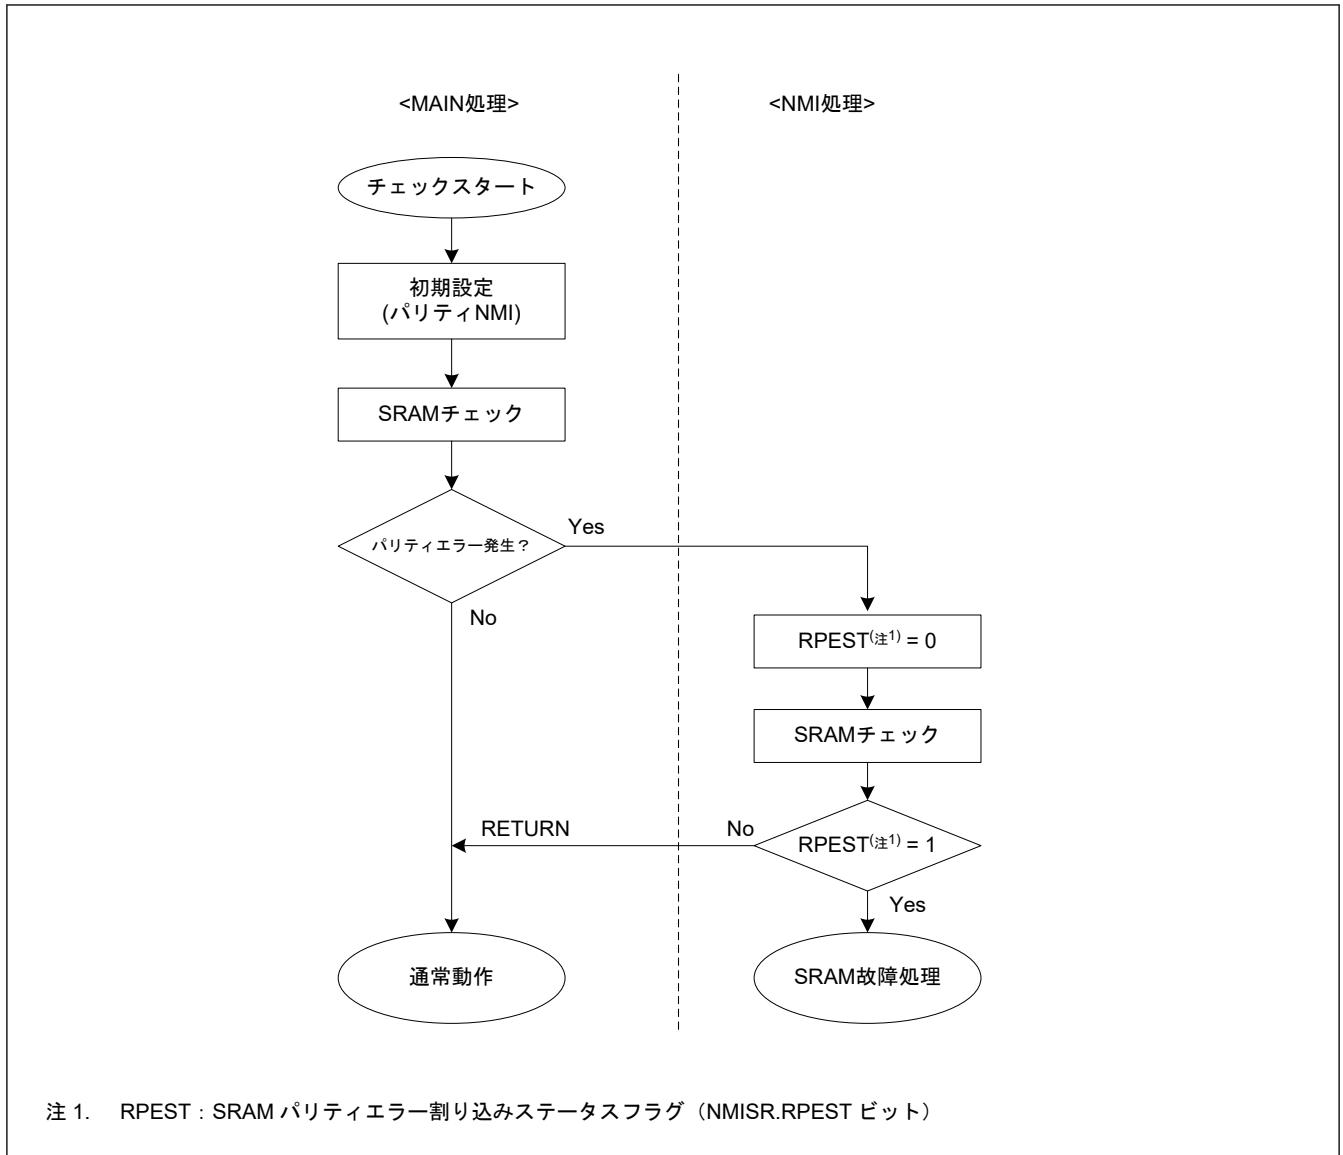 <MAIN処理>
<NMI処理>
チェックスタート
初期設定
(パリティNMI)
SRAMチェック
パリティエラー発生？
Yes
No
RPEST(注1) = 0
SRAMチェック
RPEST(注1) = 1
No
RETURN
Yes
通常動作
SRAM故障処理
注 1. RPEST：SRAM パリティエラー割り込みステータスフラグ（NMISR.RPEST ビット）